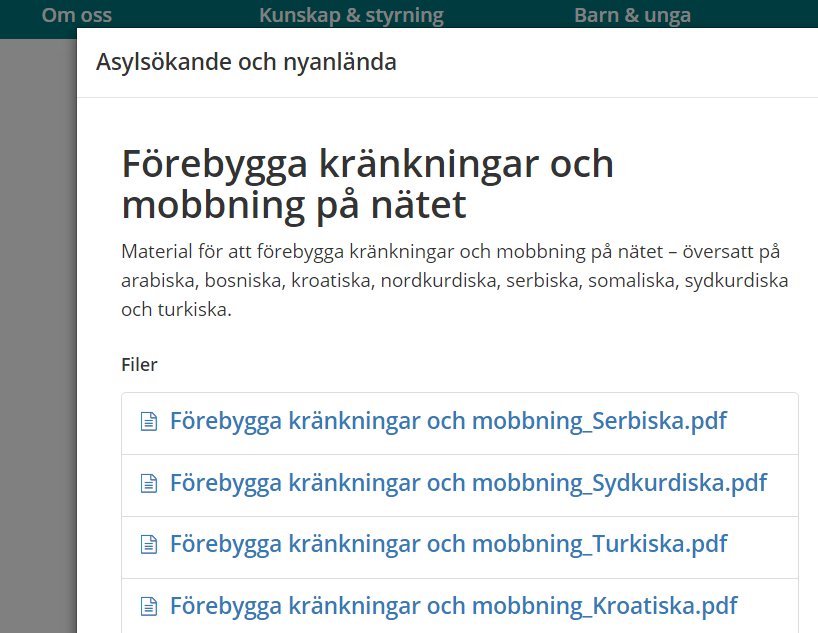 Om oss Kunskap & styrning Barn & unga
Asylsökande och nyanlända
Förebygga kränkningar och
mobbning på nätet
Material för att förebygga kränkningar och mobbning på nätet – översatt på
arabiska, bosniska, kroatiska, nordkurdiska, serbiska, somaliska, sydkurdiska
och turkiska.
Filer
Förebygga kränkningar och mobbning_Serbiska.pdf
Förebygga kränkningar och mobbning_Sydkurdiska.pdf
Förebygga kränkningar och mobbning_Turkiska.pdf
Förebygga kränkningar och mobbning_Kroatiska.pdf